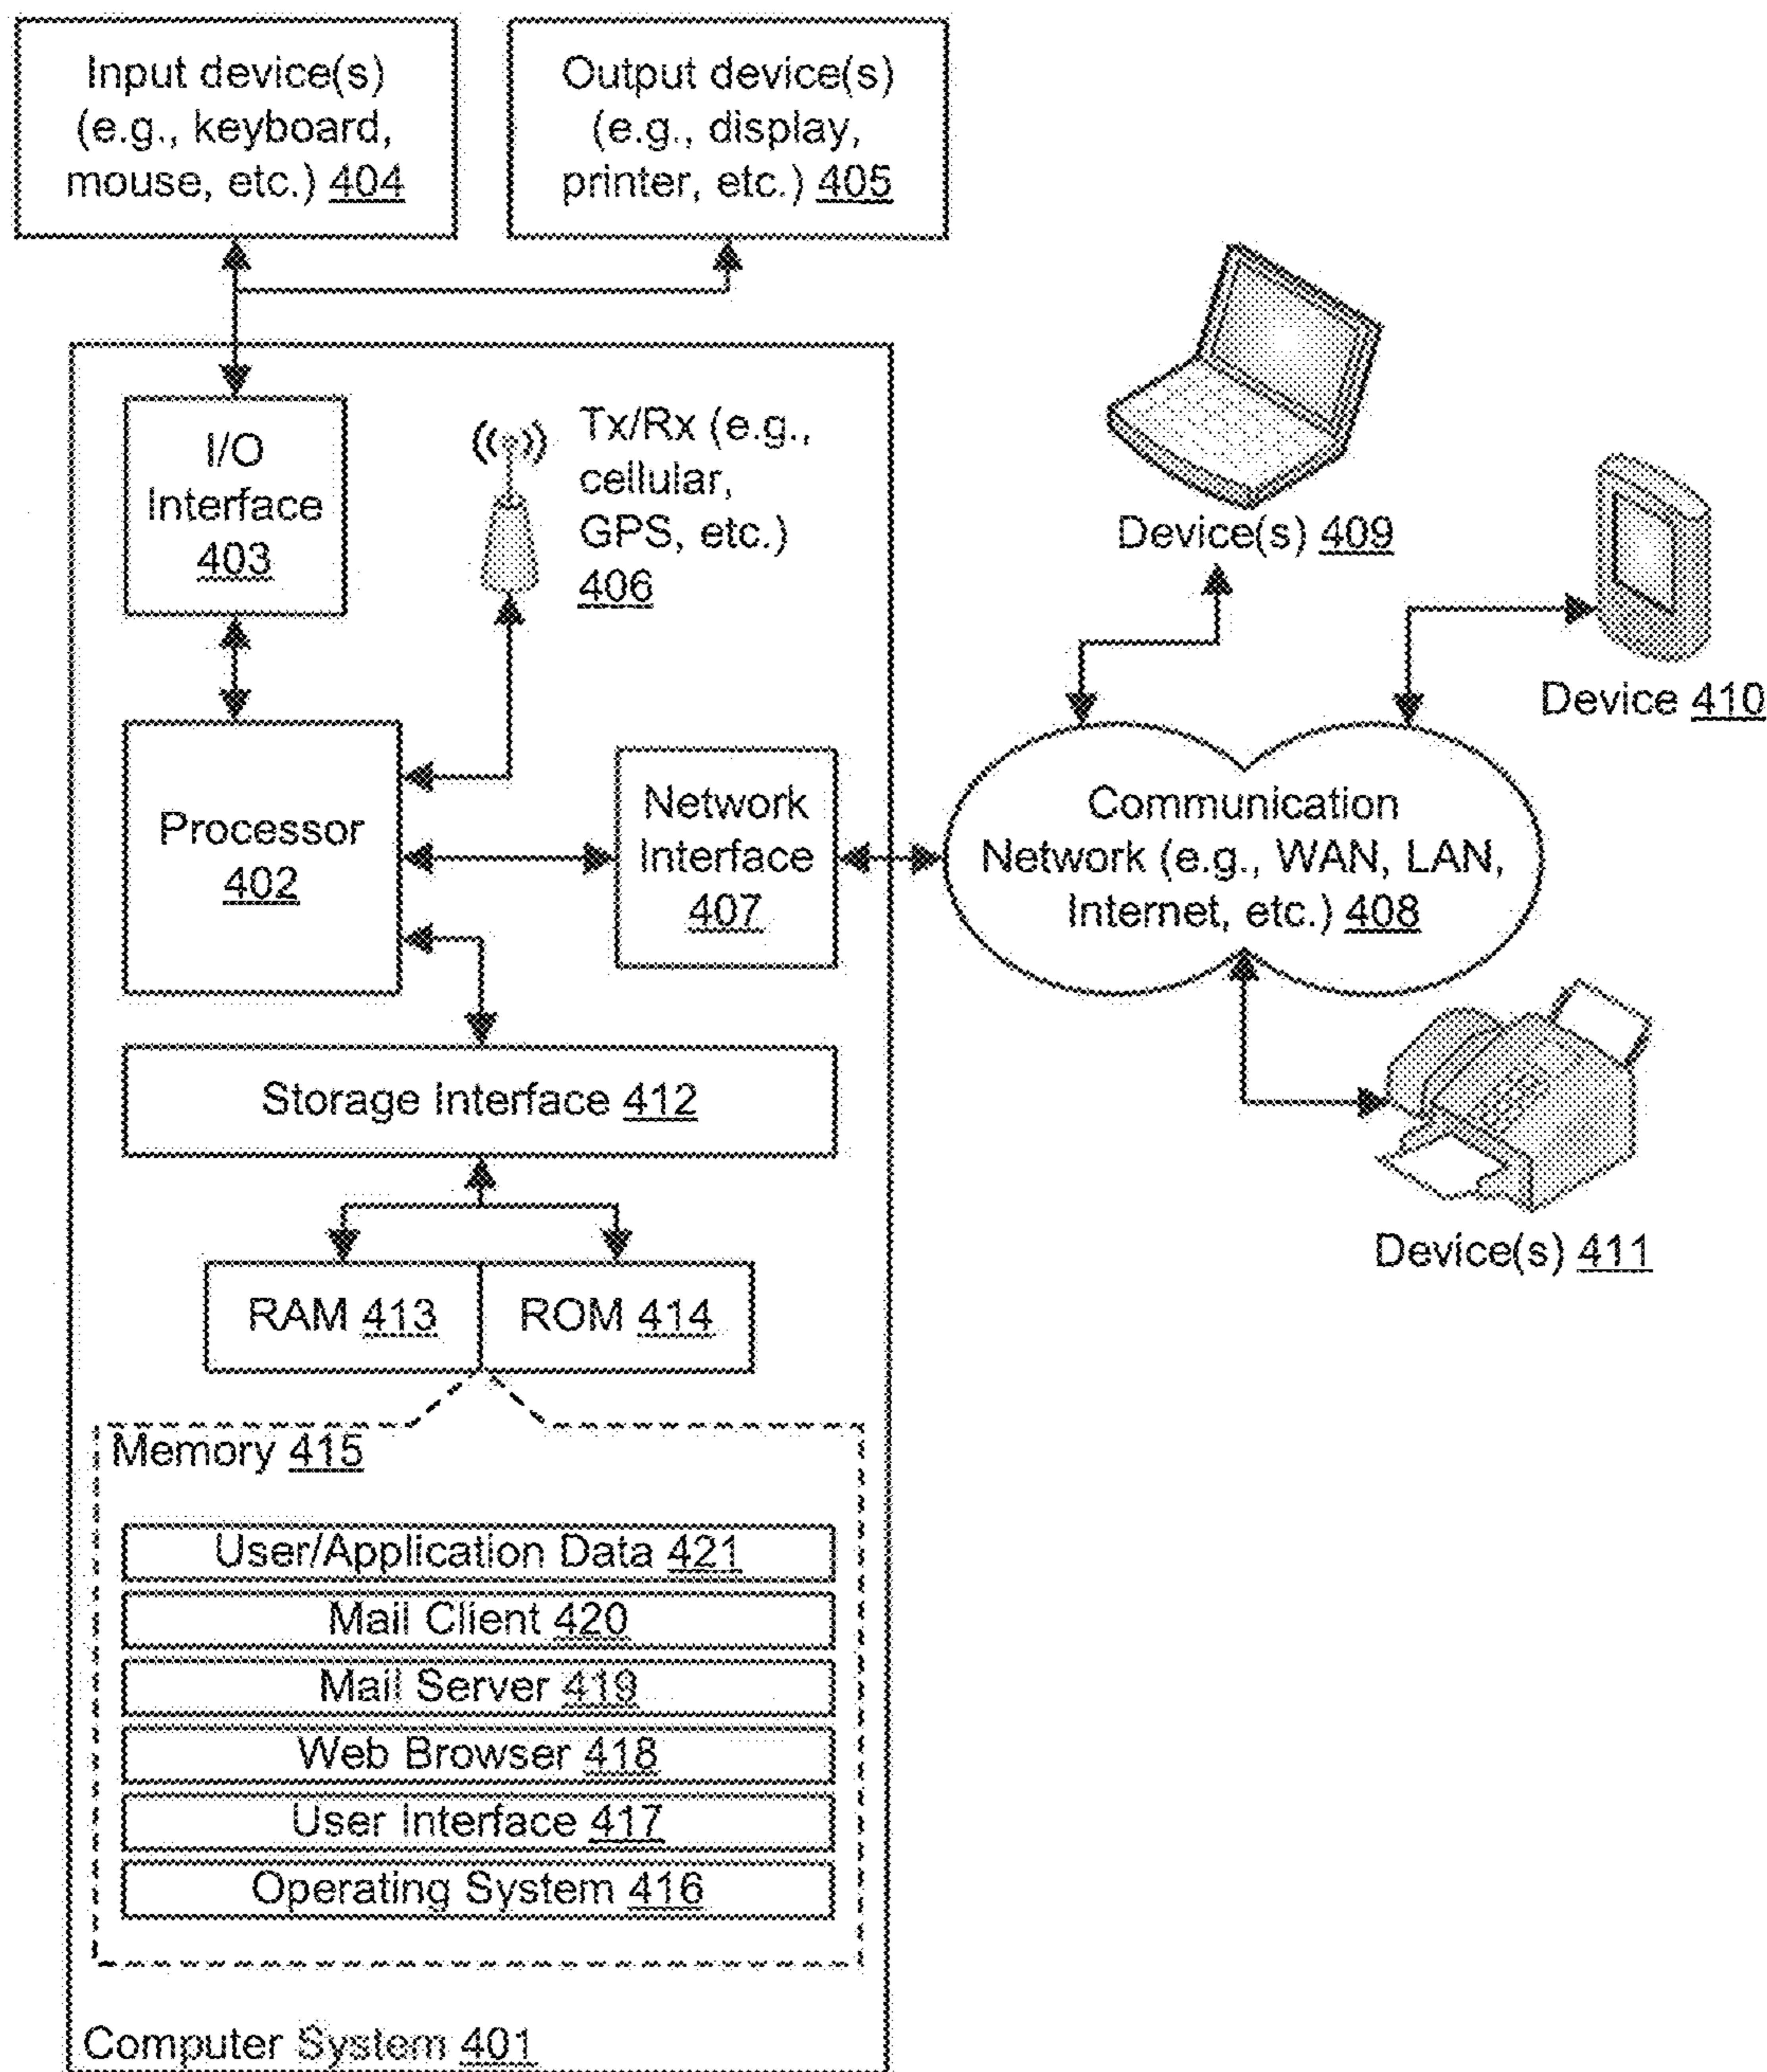 Input device(s)
(e.g., keyboard,
mouse, etc.) 404
Output device(s)
(e.g., display,
printer, etc.) 405
I/O
Interface
403
Tx/Rx (e.g.,
cellular,
GPS, etc.)
406
Device(s) 409
Device 410
Processor
402
Network
Interface
407
Communication
Network (e.g., WAN, LAN,
Internet, etc.) 408
Storage Interface 412
Device(s) 411
RAM 413
ROM 414
Memory 415
User/Application Data 421
Mail Client 420
Mail Server 419
Web Browser 418
User Interface 417
Operating System 416
Computer System 401